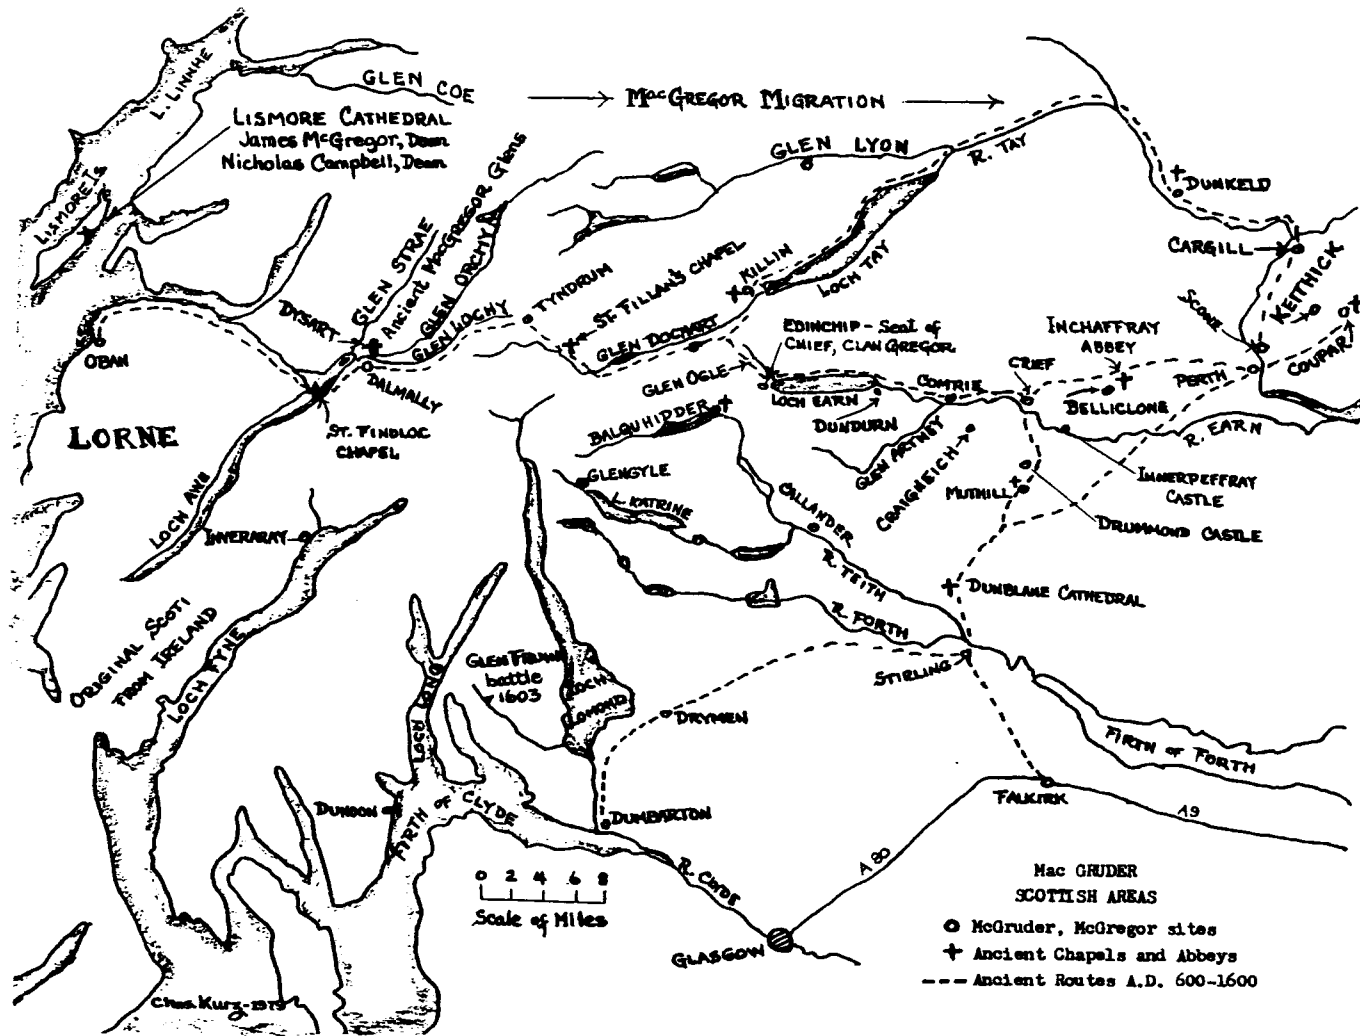 L. LINNHE
GLEN COE
MacGREGOR MIGRATION
LISMORE CATHEDRAL
James McGregor, Dean
Nicholas Campbell, Dean
LISMORE IS
GLEN LYON
R. TAY
DUNKELD
CARGILL
KEITHICK
SCONE
COUPAR
PERTH
GLEN STRAE
Ancient MacGREGOR Glens
GLEN ORCHY
GLEN LOCHY
DYSART
DALMALLY
TYNDRUM
ST. FILLAN'S CHAPEL
KILLIN
LOCH TAY
GLEN DOCHART
GLEN OGLE
EDINCHIP - Seat of
CHIEF, CLAN GREGOR
LOCH EARN
DUNDURN
COMRIE
CRIEF
INCHAFFRAY
ABBEY
BELLICLONE
R. EARN
INNERPEFFRAY
CASTLE
OBAN
LORNE
ST. FINDLOC
CHAPEL
LOCH AWE
BALQUHIDDER
GLEN ARTNEY
CRAIGNEICH
MUTHILL
DRUMMOND CASTLE
GLENGYLE
L. KATRINE
CALLANDER
R. TEITH
R. FORTH
DUNBLANE CATHEDRAL
STIRLING
INVERARAY
ORIGINAL SCOTI
FROM IRELAND
LOCH FYNE
LOCH LONG
GLEN FRUIN
battle
1603
LOCH
LOMOND
DRYMEN
FIRTH OF FORTH
FALKIRK
A9
A 80
DUNOON
FIRTH OF CLYDE
DUMBARTON
R. CLYDE
GLASGOW
0 2 4 6 8
Scale of Miles
Mac GRUDER
SCOTTISH AREAS
McGruder, McGregor sites
Ancient Chapels and Abbeys
Ancient Routes A.D. 600-1600
Chas. Kurz-1979